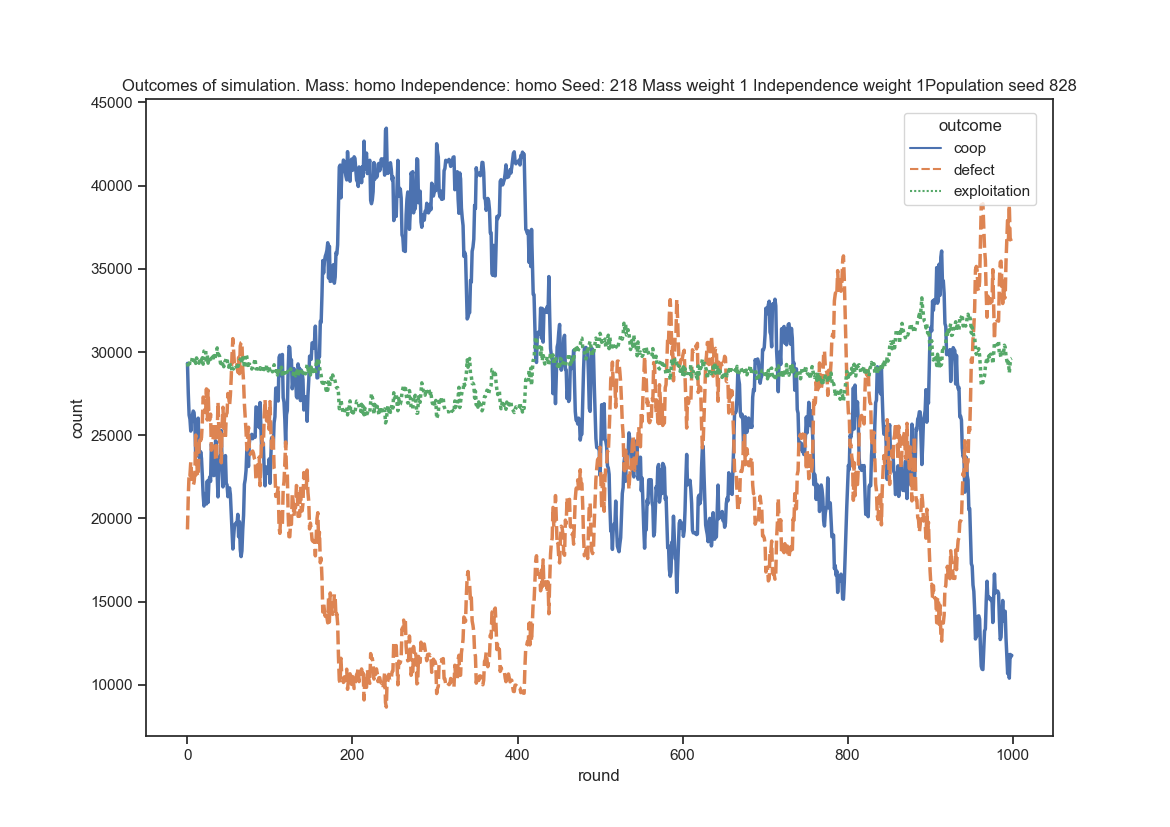 Outcomes of simulation. Mass: homo Independence: homo Seed: 218 Mass weight 1 Independence weight 1Population seed 828
45000
40000
35000
30000
25000
20000
15000
10000
count
outcome
coop
defect
exploitation
0
200
400
600
800
1000
round